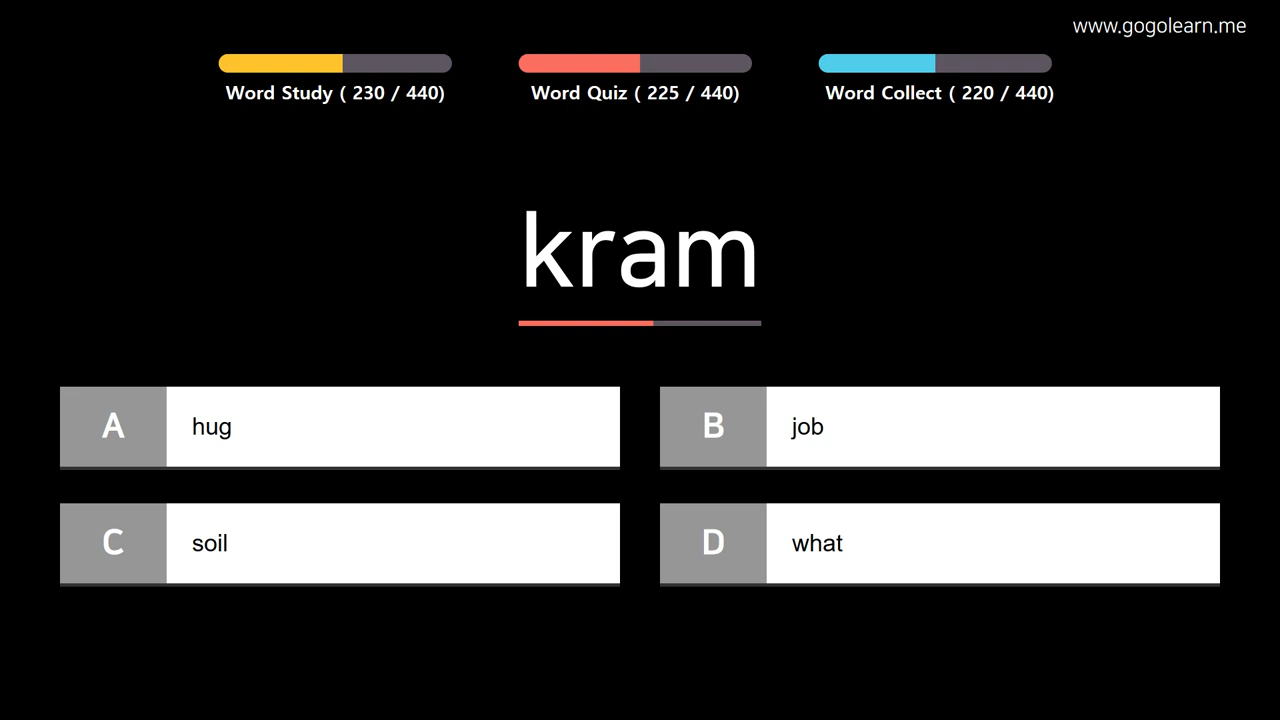 www.gogolearn.me
Word Study ( 230 / 440)
Word Quiz ( 225 / 440)
Word Collect ( 220 / 440)
kram
A hug
B job
C soil
D what